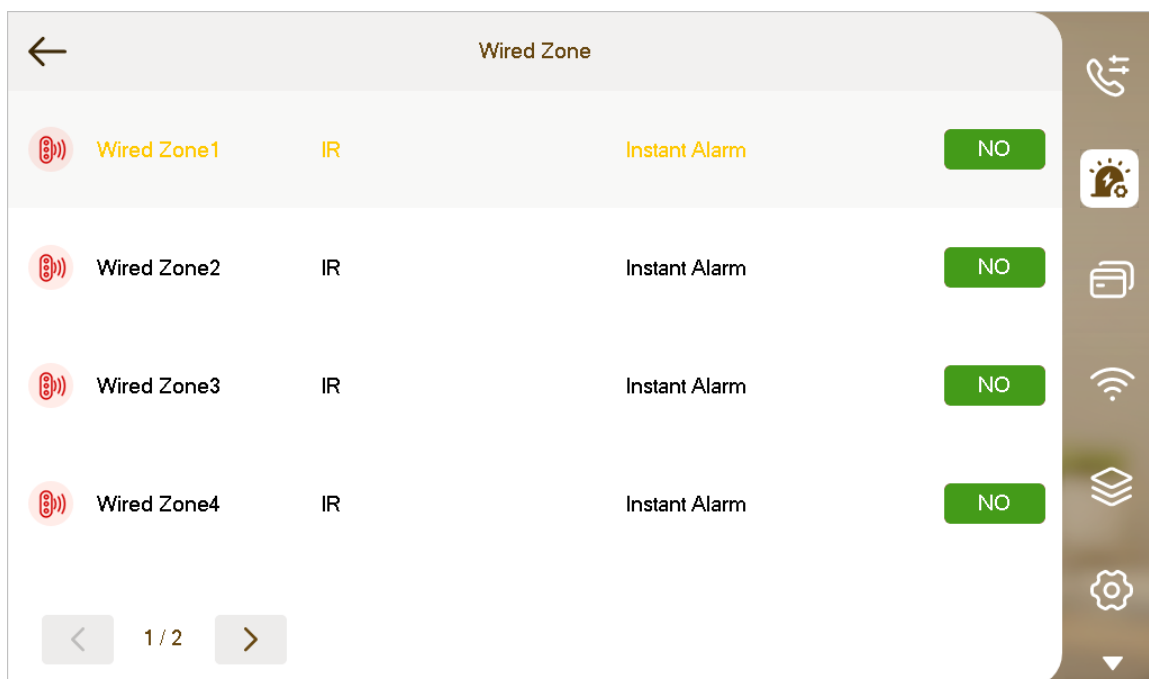 Wired Zone
Wired Zone1 IR Instant Alarm NO
Wired Zone2 IR Instant Alarm NO
Wired Zone3 IR Instant Alarm NO
Wired Zone4 IR Instant Alarm NO
1 / 2